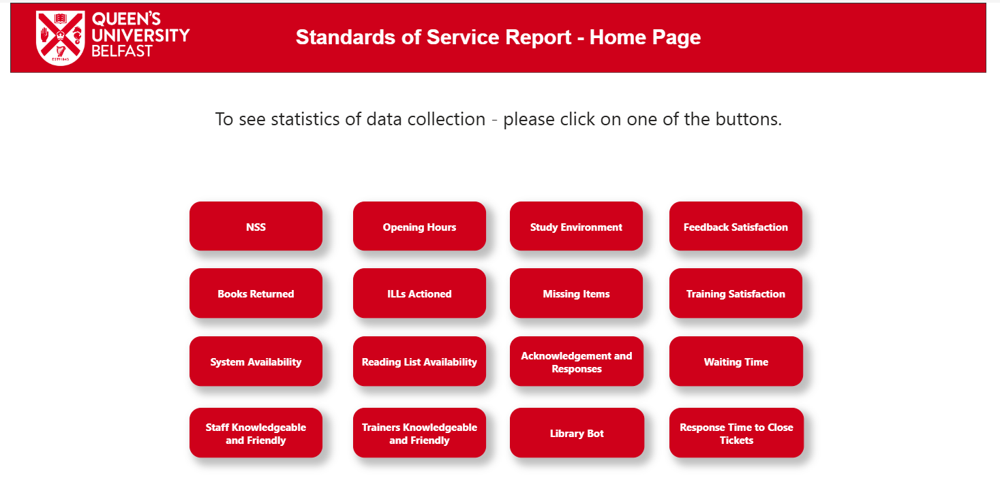 QUEEN'S
UNIVERSITY
BELFAST
ESTD1845
Standards of Service Report - Home Page
To see statistics of data collection - please click on one of the buttons.
NSS
Opening Hours
Study Environment
Feedback Satisfaction
Books Returned
ILLs Actioned
Missing Items
Training Satisfaction
System Availability
Reading List Availability
Acknowledgement and
Responses
Waiting Time
Staff Knowledgeable
and Friendly
Trainers Knowledgeable
and Friendly
Library Bot
Response Time to Close
Tickets